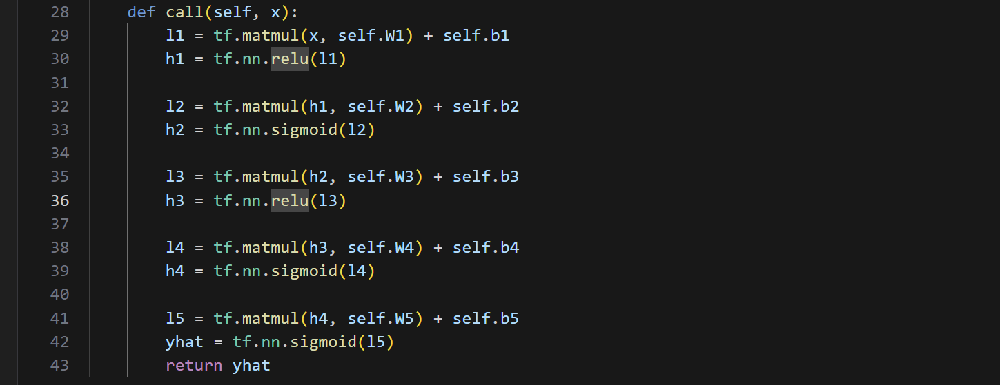 28 def call(self, x):
29 l1 = tf.matmul(x, self.W1) + self.b1
30 h1 = tf.nn.relu(l1)
31
32 l2 = tf.matmul(h1, self.W2) + self.b2
33 h2 = tf.nn.sigmoid(l2)
34
35 l3 = tf.matmul(h2, self.W3) + self.b3
36 h3 = tf.nn.relu(l3)
37
38 l4 = tf.matmul(h3, self.W4) + self.b4
39 h4 = tf.nn.sigmoid(l4)
40
41 l5 = tf.matmul(h4, self.W5) + self.b5
42 yhat = tf.nn.sigmoid(l5)
43 return yhat